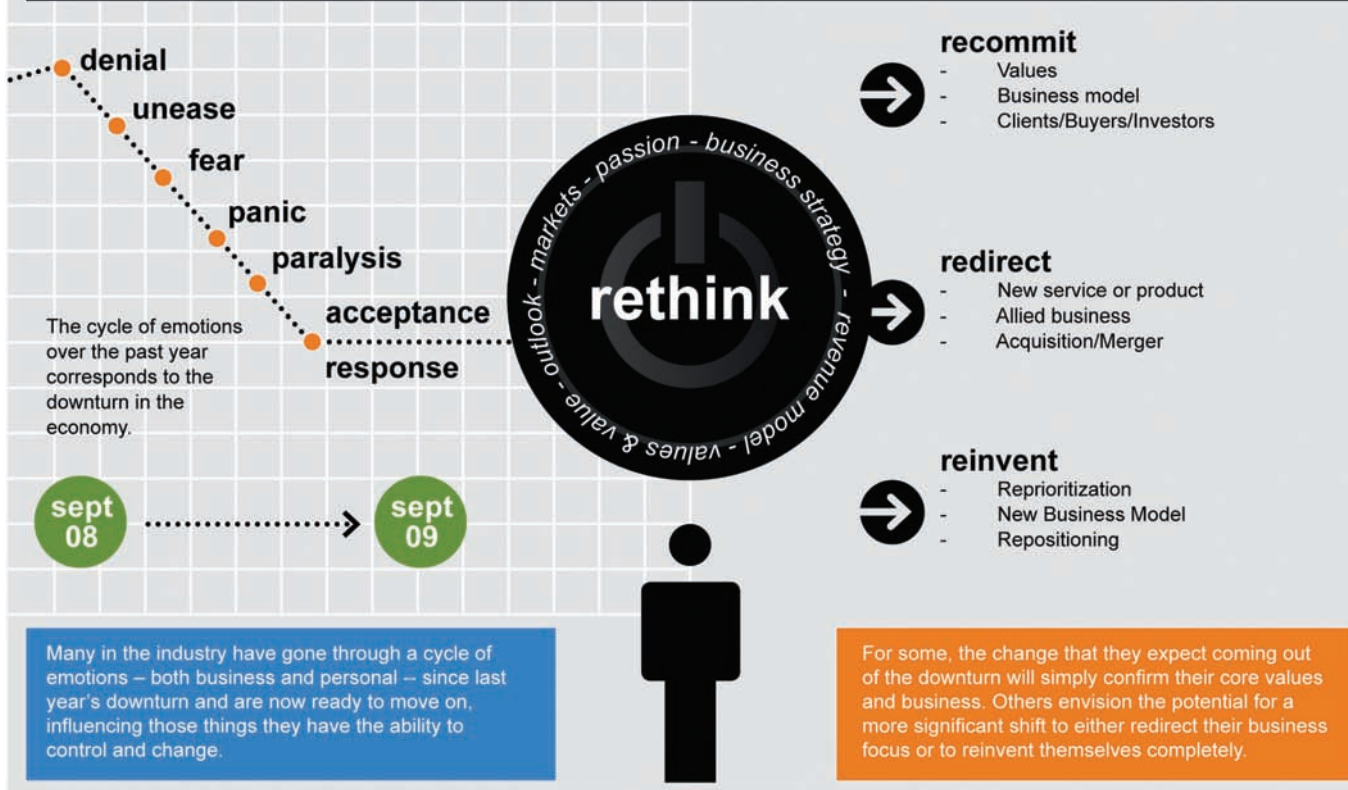 denial
unease
fear
panic
paralysis
acceptance
response
The cycle of emotions
over the past year
corresponds to the
downturn in the
economy.
sept
08
sept
09
Many in the industry have gone through a cycle of
emotions – both business and personal – since last
year's downturn and are now ready to move on,
influencing those things they have the ability to
control and change.
outlook - markets - passion - business strategy - revenue model - values & value -
rethink
recommit
- Values
- Business model
- Clients/Buyers/Investors
redirect
- New service or product
- Allied business
- Acquisition/Merger
reinvent
- Reprioritization
- New Business Model
- Repositioning
For some, the change that they expect coming out
of the downturn will simply confirm their core values
and business. Others envision the potential for a
more significant shift to either redirect their business
focus or to reinvent themselves completely.